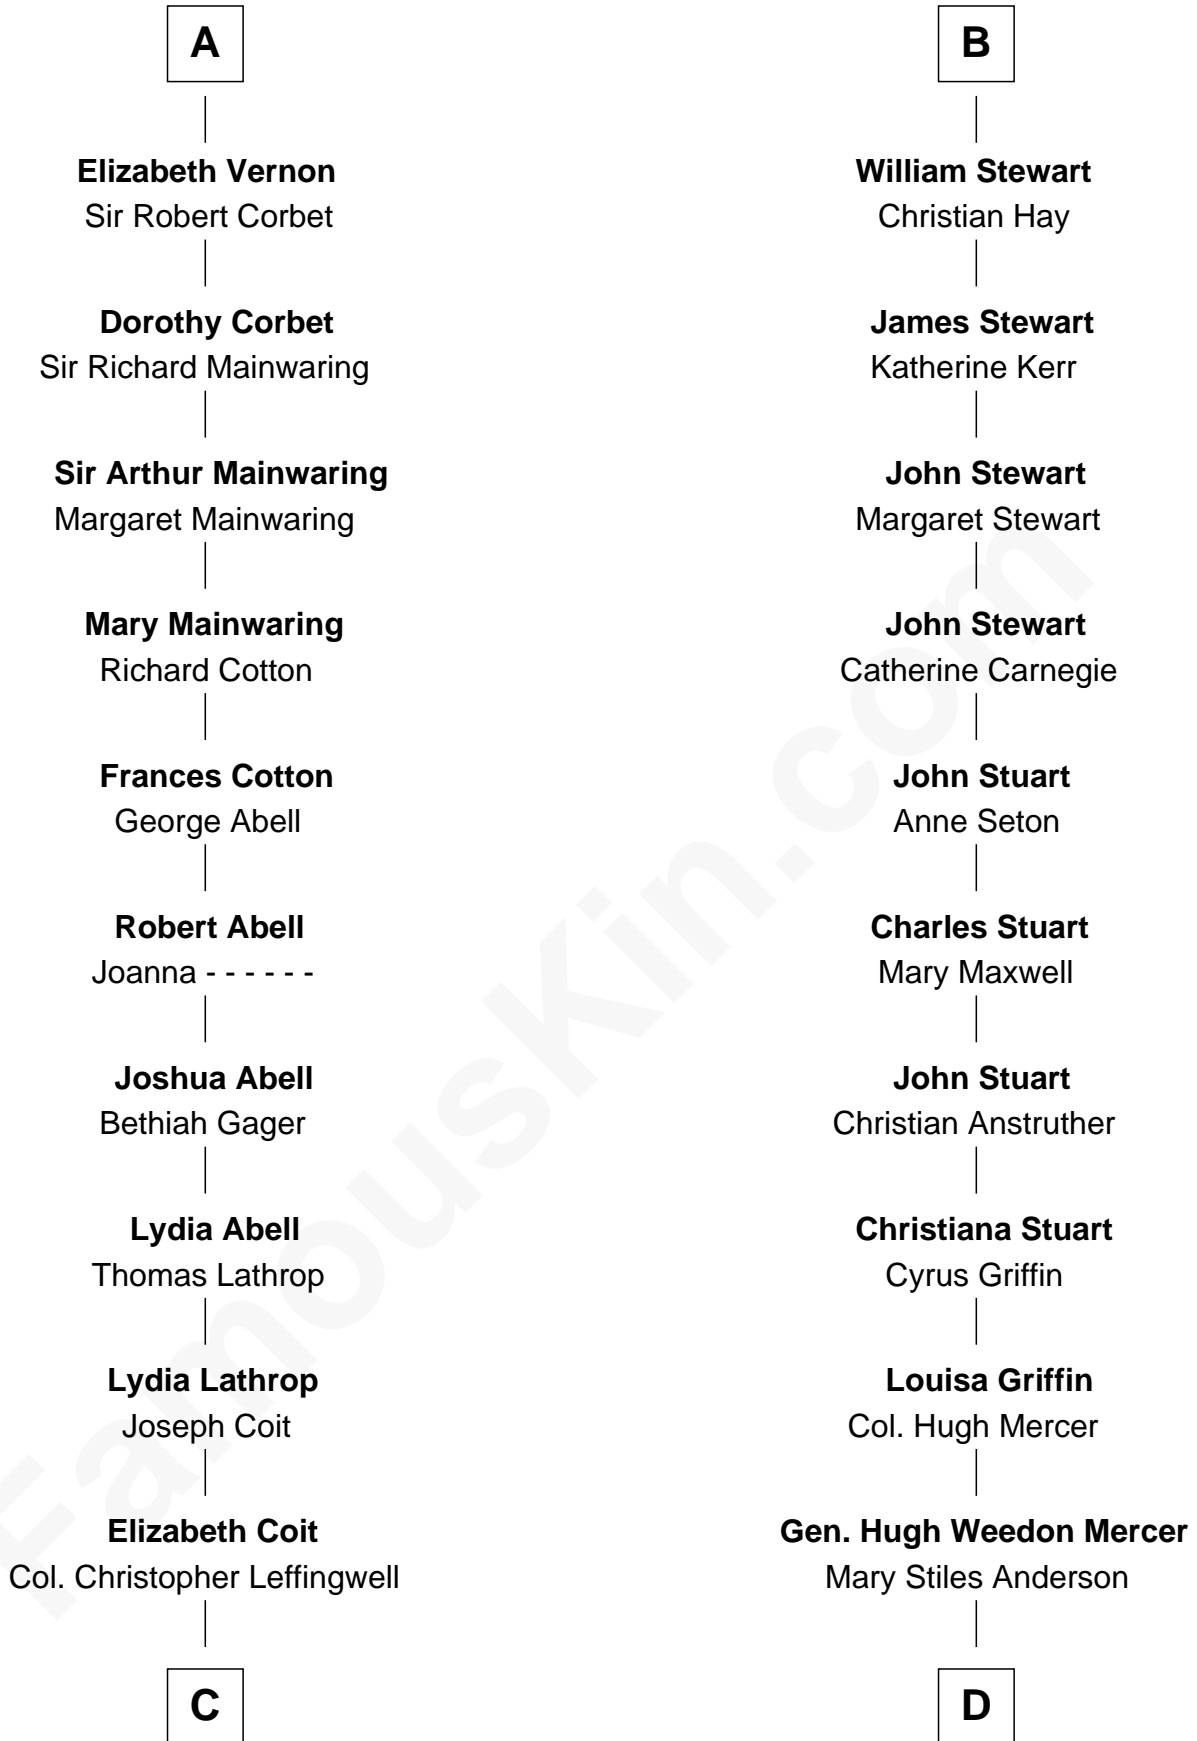 A
Elizabeth Vernon
Sir Robert Corbet
Dorothy Corbet
Sir Richard Mainwaring
Sir Arthur Mainwaring
Margaret Mainwaring
Mary Mainwaring
Richard Cotton
Frances Cotton
George Abell
Robert Abell
Joanna - - - - - -
Joshua Abell
Bethiah Gager
Lydia Abell
Thomas Lathrop
Lydia Lathrop
Joseph Coit
Elizabeth Coit
Col. Christopher Leffingwell
C
B
William Stewart
Christian Hay
James Stewart
Katherine Kerr
John Stewart
Margaret Stewart
John Stewart
Catherine Carnegie
John Stuart
Anne Seton
Charles Stuart
Mary Maxwell
John Stuart
Christian Anstruther
Christiana Stuart
Cyrus Griffin
Louisa Griffin
Col. Hugh Mercer
Gen. Hugh Weedon Mercer
Mary Stiles Anderson
D
FamousKin.com